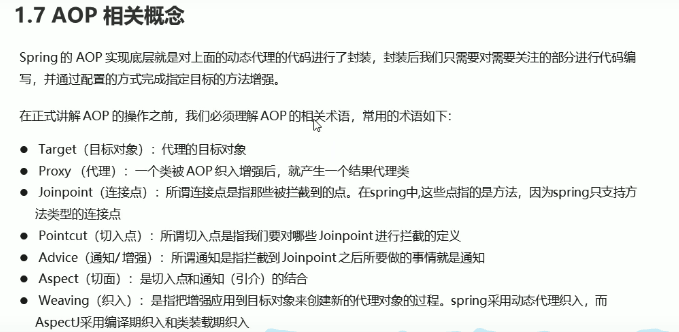 1.7 AOP 相关概念
Spring 的 AOP 实现底层就是对上面的动态代理的代码进行了封装，封装后我们只需要对需要关注的部分进行代码编
写，并通过配置的方式完成指定目标的方法增强。
在正式讲解 AOP 的操作之前，我们必须理解 AOP 的相关术语，常用的术语如下：
● Target（目标对象）：代理的目标对象
● Proxy （代理）：一个类被 AOP 织入增强后，就产生一个结果代理类
● Joinpoint（连接点）：所谓连接点是指那些被拦截到的点。在spring中,这些点指的是方法，因为spring只支持方
法类型的连接点
● Pointcut（切入点）：所谓切入点是指我们要对哪些 Joinpoint 进行拦截的定义
● Advice（通知/ 增强）：所谓通知是指拦截到 Joinpoint 之后所要做的事情就是通知
● Aspect（切面）：是切入点和通知（引介）的结合
● Weaving（织入）：是指把增强应用到目标对象来创建新的代理对象的过程。spring采用动态代理织入，而
AspectJ采用编译期织入和类装载期织入